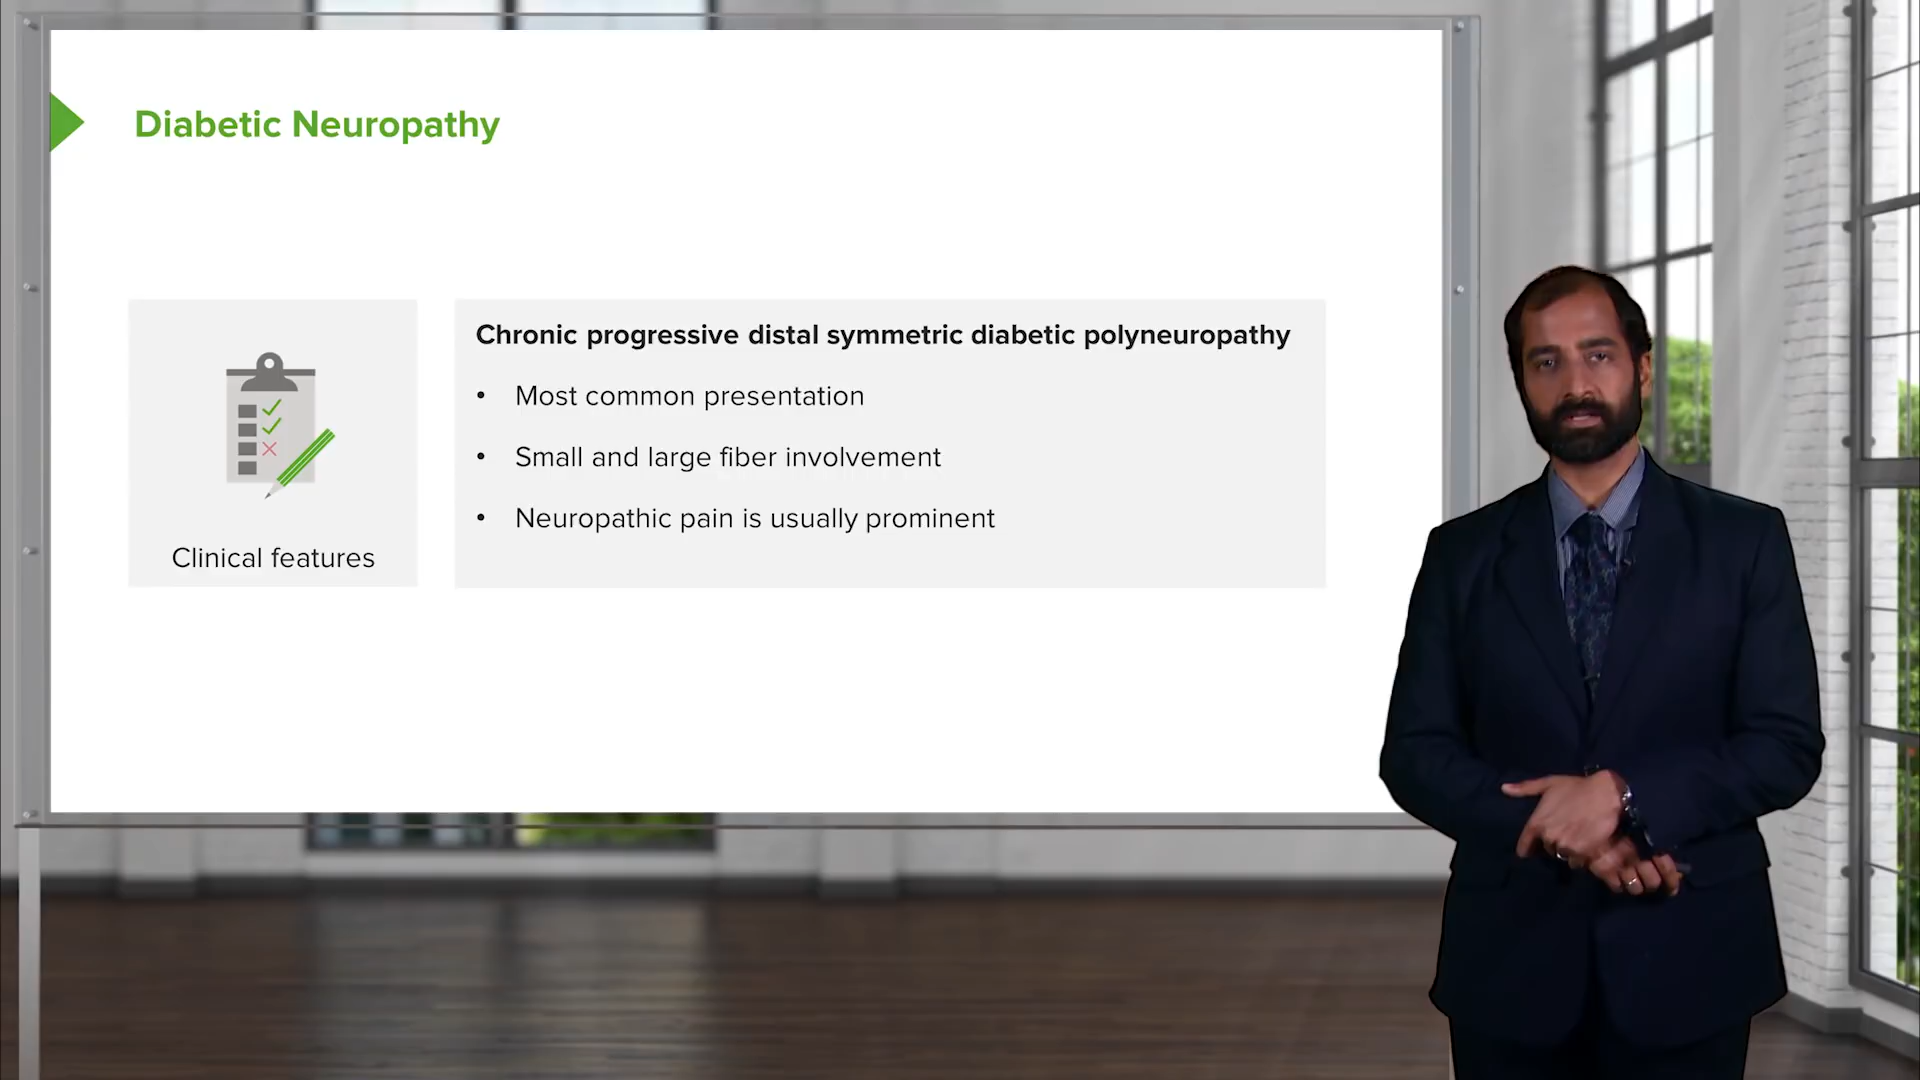 Diabetic Neuropathy
Clinical features
Chronic progressive distal symmetric diabetic polyneuropathy
• Most common presentation
• Small and large fiber involvement
• Neuropathic pain is usually prominent